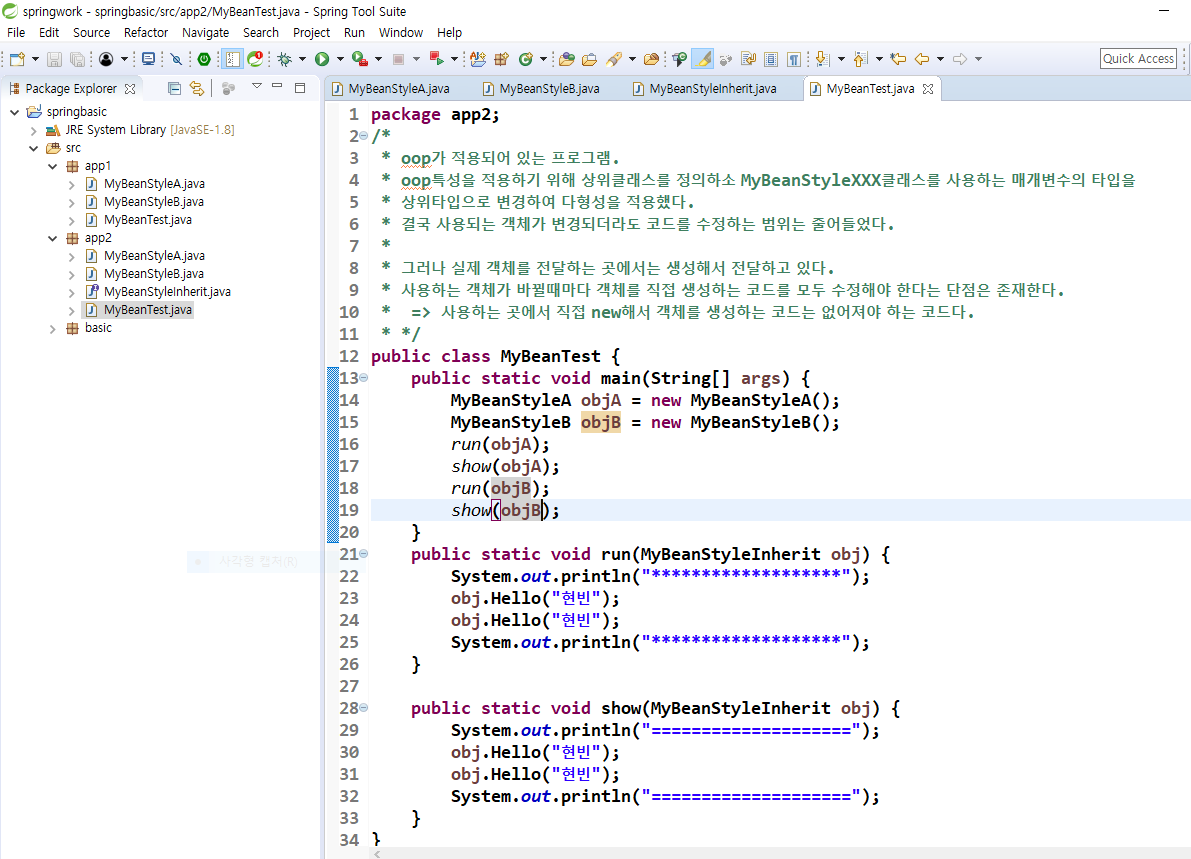 springwork - springbasic/src/app2/MyBeanTest.java - Spring Tool Suite
File Edit Source Refactor Navigate Search Project Run Window Help
Quick Access
Package Explorer
springbasic
JRE System Library [JavaSE-1.8]
src
app1
MyBeanStyleA.java
MyBeanStyleB.java
MyBeanTest.java
app2
MyBeanStyleA.java
MyBeanStyleB.java
MyBeanStyleInherit.java
MyBeanTest.java
basic
사각형 캡처(R)
MyBeanStyleA.java MyBeanStyleB.java MyBeanStyleInherit.java MyBeanTest.java
1 package app2;
2 /*
3 * oop가 적용되어 있는 프로그램.
4 * oop특성을 적용하기 위해 상위클래스를 정의하소 MyBeanStyleXXX클래스를 사용하는 매개변수의 타입을
5 * 상위타입으로 변경하여 다형성을 적용했다.
6 * 결국 사용되는 객체가 변경되더라도 코드를 수정하는 범위는 줄어들었다.
7 *
8 * 그러나 실제 객체를 전달하는 곳에서는 생성해서 전달하고 있다.
9 * 사용하는 객체가 바뀔때마다 객체를 직접 생성하는 코드를 모두 수정해야 한다는 단점은 존재한다.
10 * => 사용하는 곳에서 직접 new해서 객체를 생성하는 코드는 없어져야 하는 코드다.
11 * */
12 public class MyBeanTest {
13 public static void main(String[] args) {
14 MyBeanStyleA objA = new MyBeanStyleA();
15 MyBeanStyleB objB = new MyBeanStyleB();
16 run(objA);
17 show(objA);
18 run(objB);
19 show(objB);
20 }
21 public static void run(MyBeanStyleInherit obj) {
22 System.out.println("*******************");
23 obj.Hello("현빈");
24 obj.Hello("현빈");
25 System.out.println("*******************");
26 }
27
28 public static void show(MyBeanStyleInherit obj) {
29 System.out.println("====================");
30 obj.Hello("현빈");
31 obj.Hello("현빈");
32 System.out.println("====================");
33 }
34 }